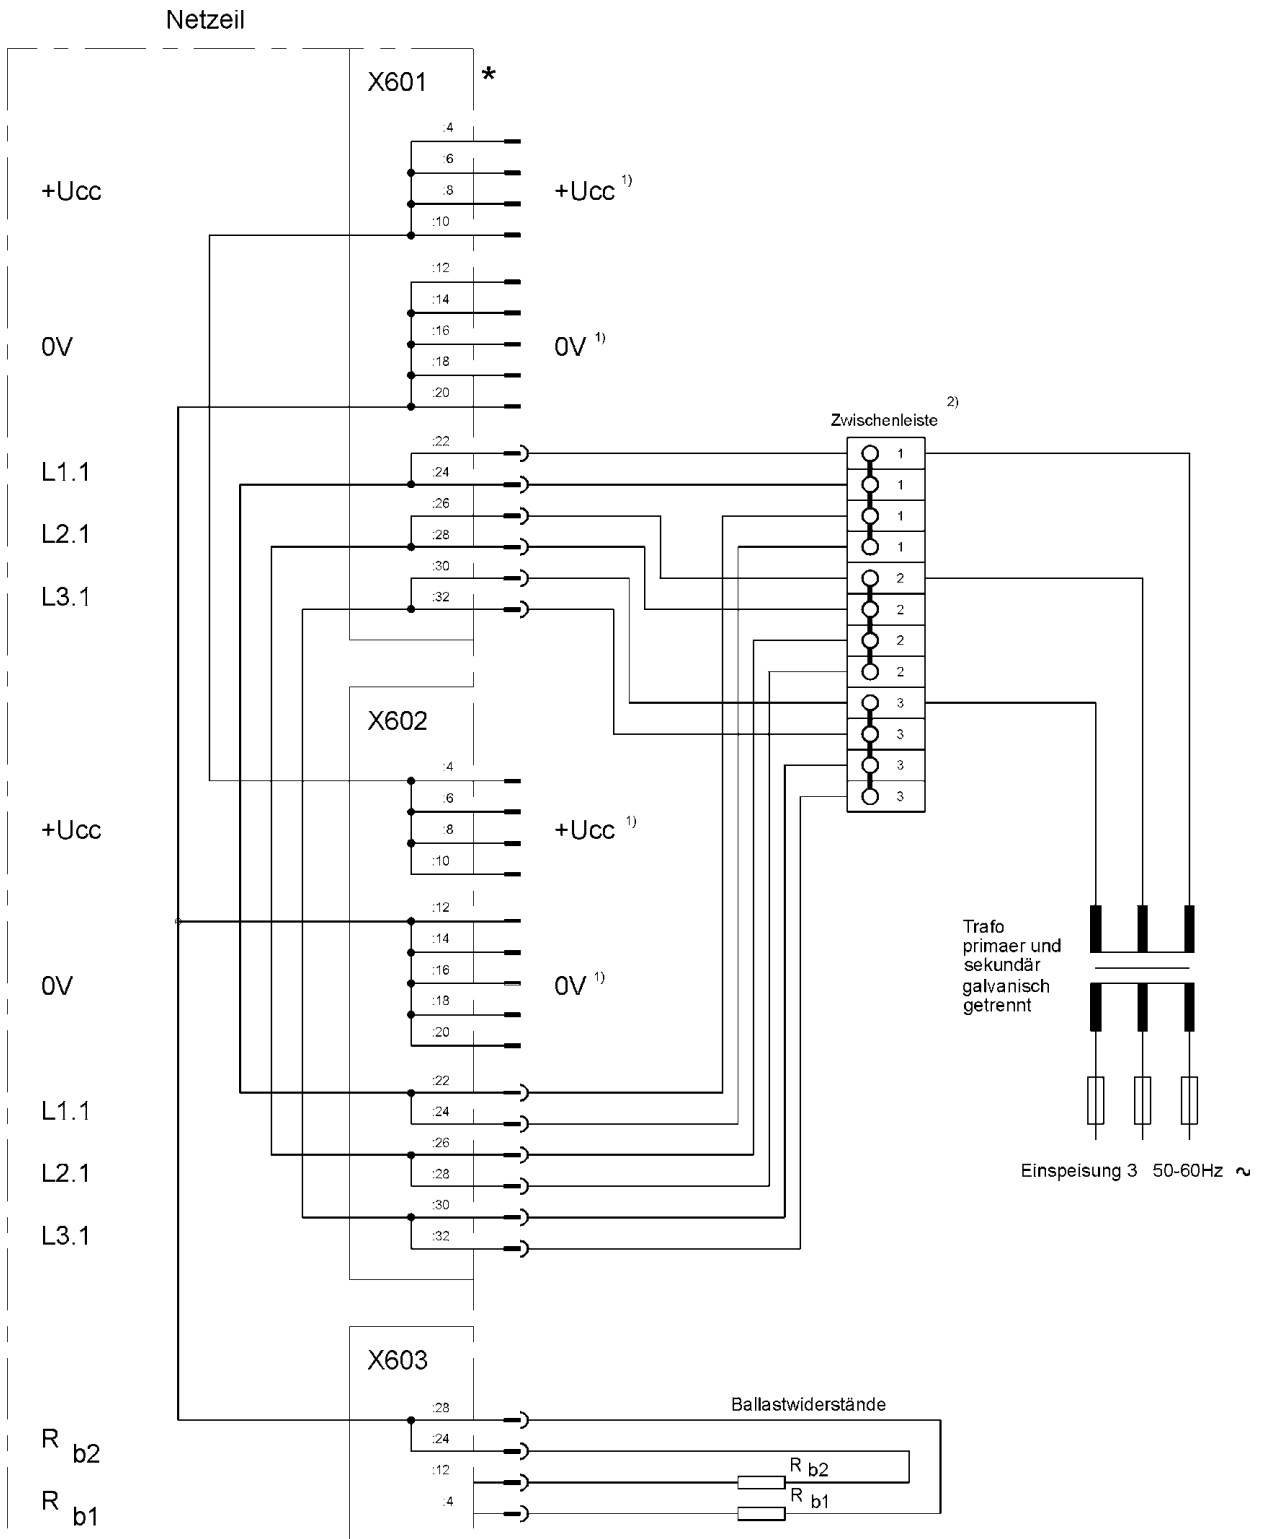 Netzeil
X601 *
:4
:6
+Ucc :8 +Ucc 1)
:10
:12
:14
0V :16 0V 1)
:18
:20
Zwischenleiste 2)
L1.1 :22 1
:24 1
L2.1 :26 1
:28 1
L3.1 :30 2
:32 2
2
2
X602 3
3
:4 3
:6 3
+Ucc :8 +Ucc 1)
:10
:12
:14
0V :16 0V 1)
:18
:20
Trafo
primaer und
sekundär
galvanisch
getrennt
L1.1 :22
:24
L2.1 :26
:28
L3.1 :30
:32
Einspeisung 3 50-60Hz ~
X603
Ballastwiderstände
:28
R b2 :24
:12 R b2
R b1 :4 R b1